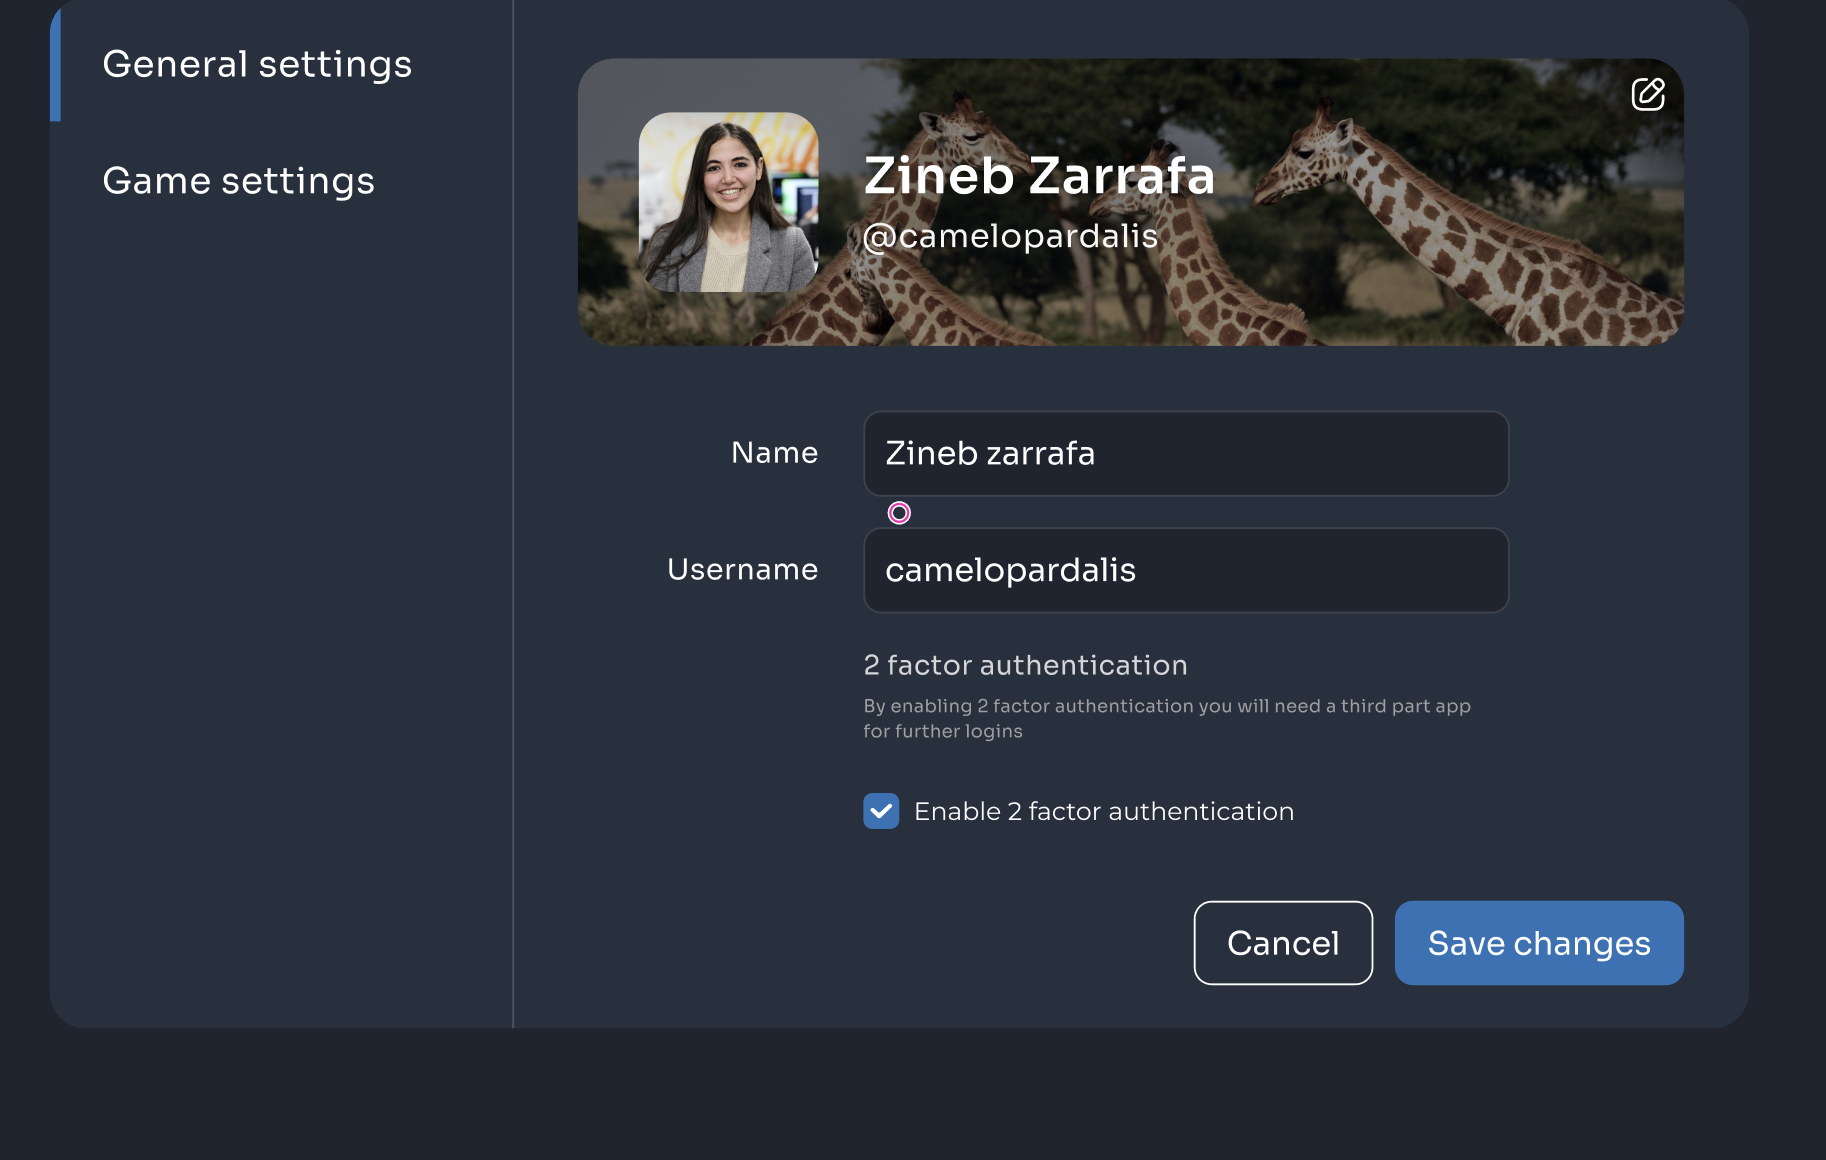 General settings
Game settings
Zineb Zarrafa
@camelopardalis
Name
Zineb zarrafa
Username
camelopardalis
2 factor authentication
By enabling 2 factor authentication you will need a third part app
for further logins
Enable 2 factor authentication
Cancel
Save changes